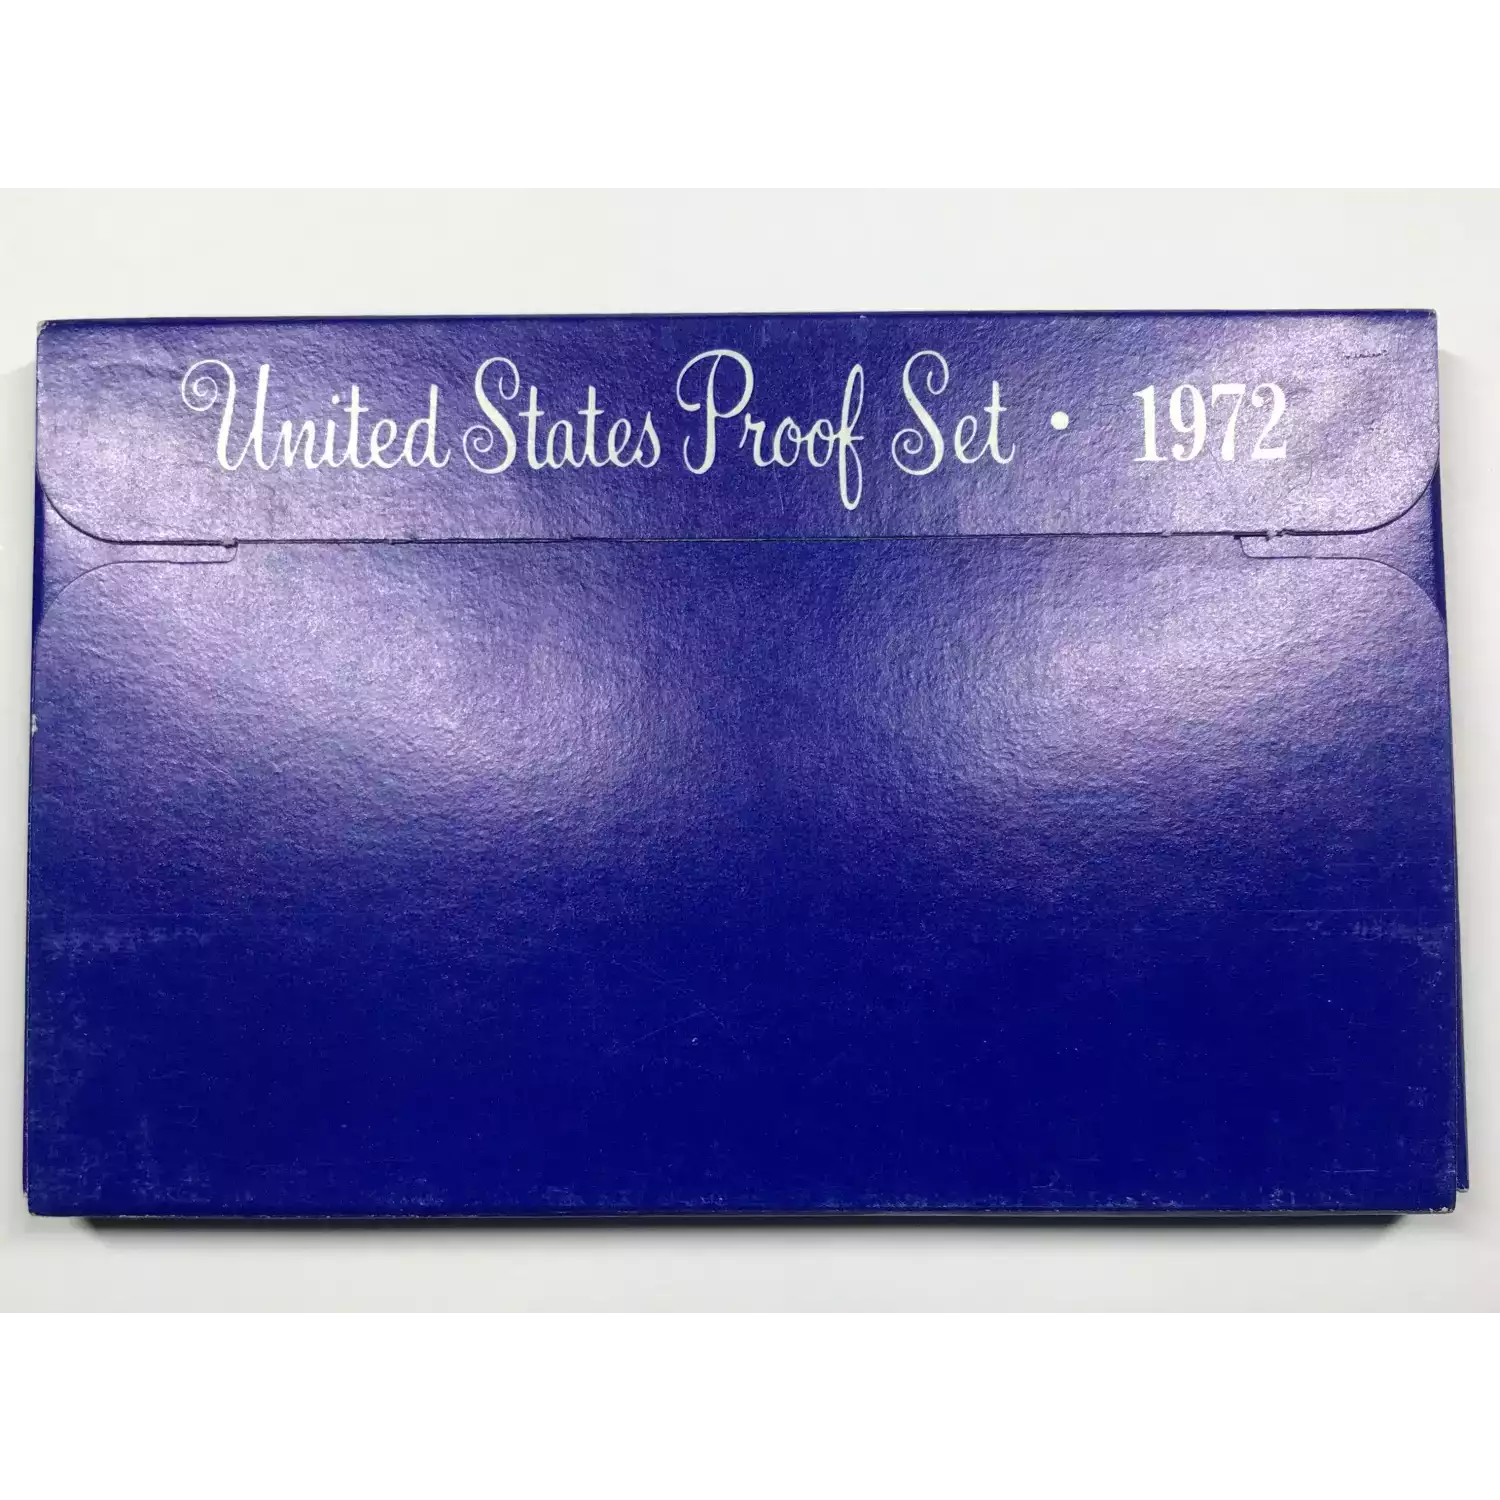 United States Proof Set • 1972